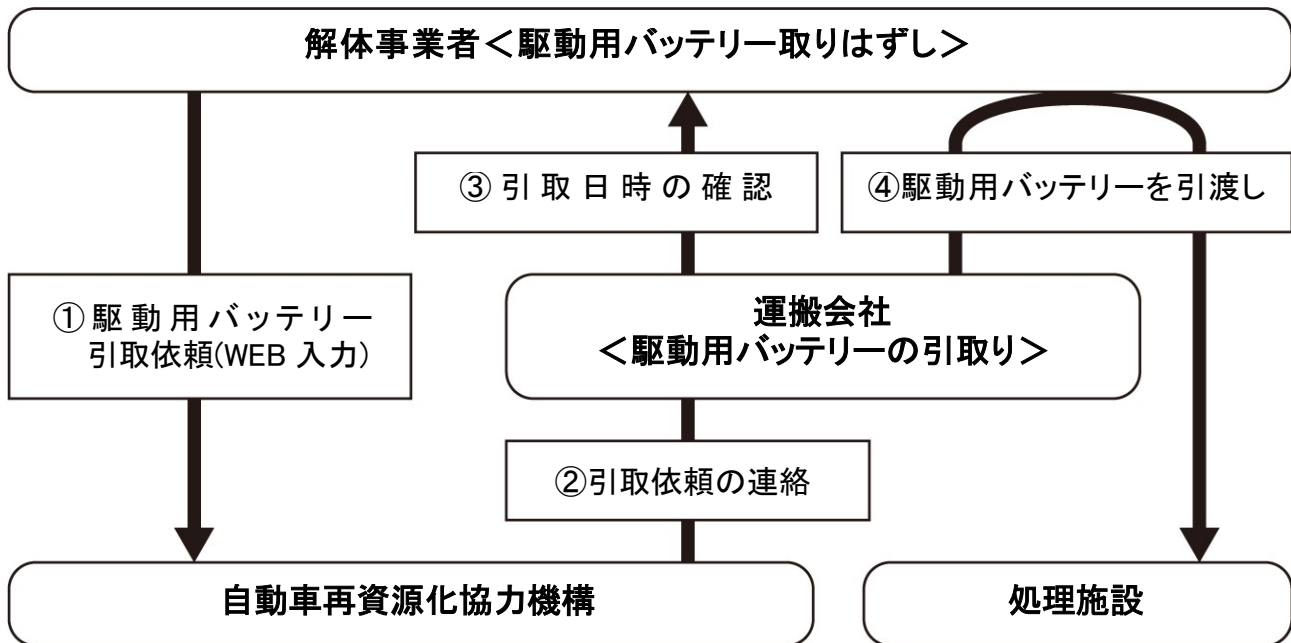 解体事業者＜駆動用バッテリー取りはずし＞
③引取日時の確認
④駆動用バッテリーを引渡し
①駆動用バッテリー
引取依頼(WEB 入力)
運搬会社
＜駆動用バッテリーの引取り＞
②引取依頼の連絡
自動車再資源化協力機構
処理施設